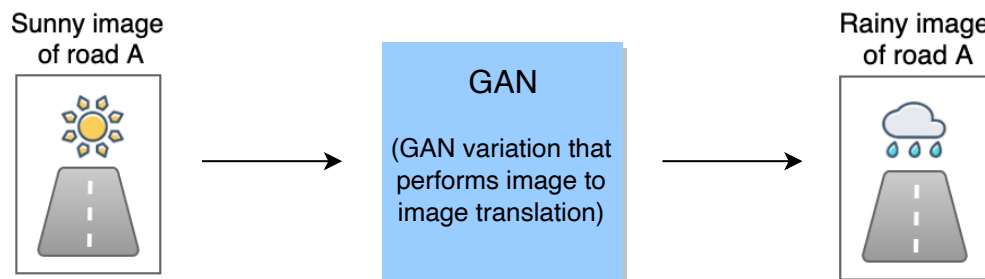 Sunny image
of road A
GAN
(GAN variation that
performs image to
image translation)
Rainy image
of road A